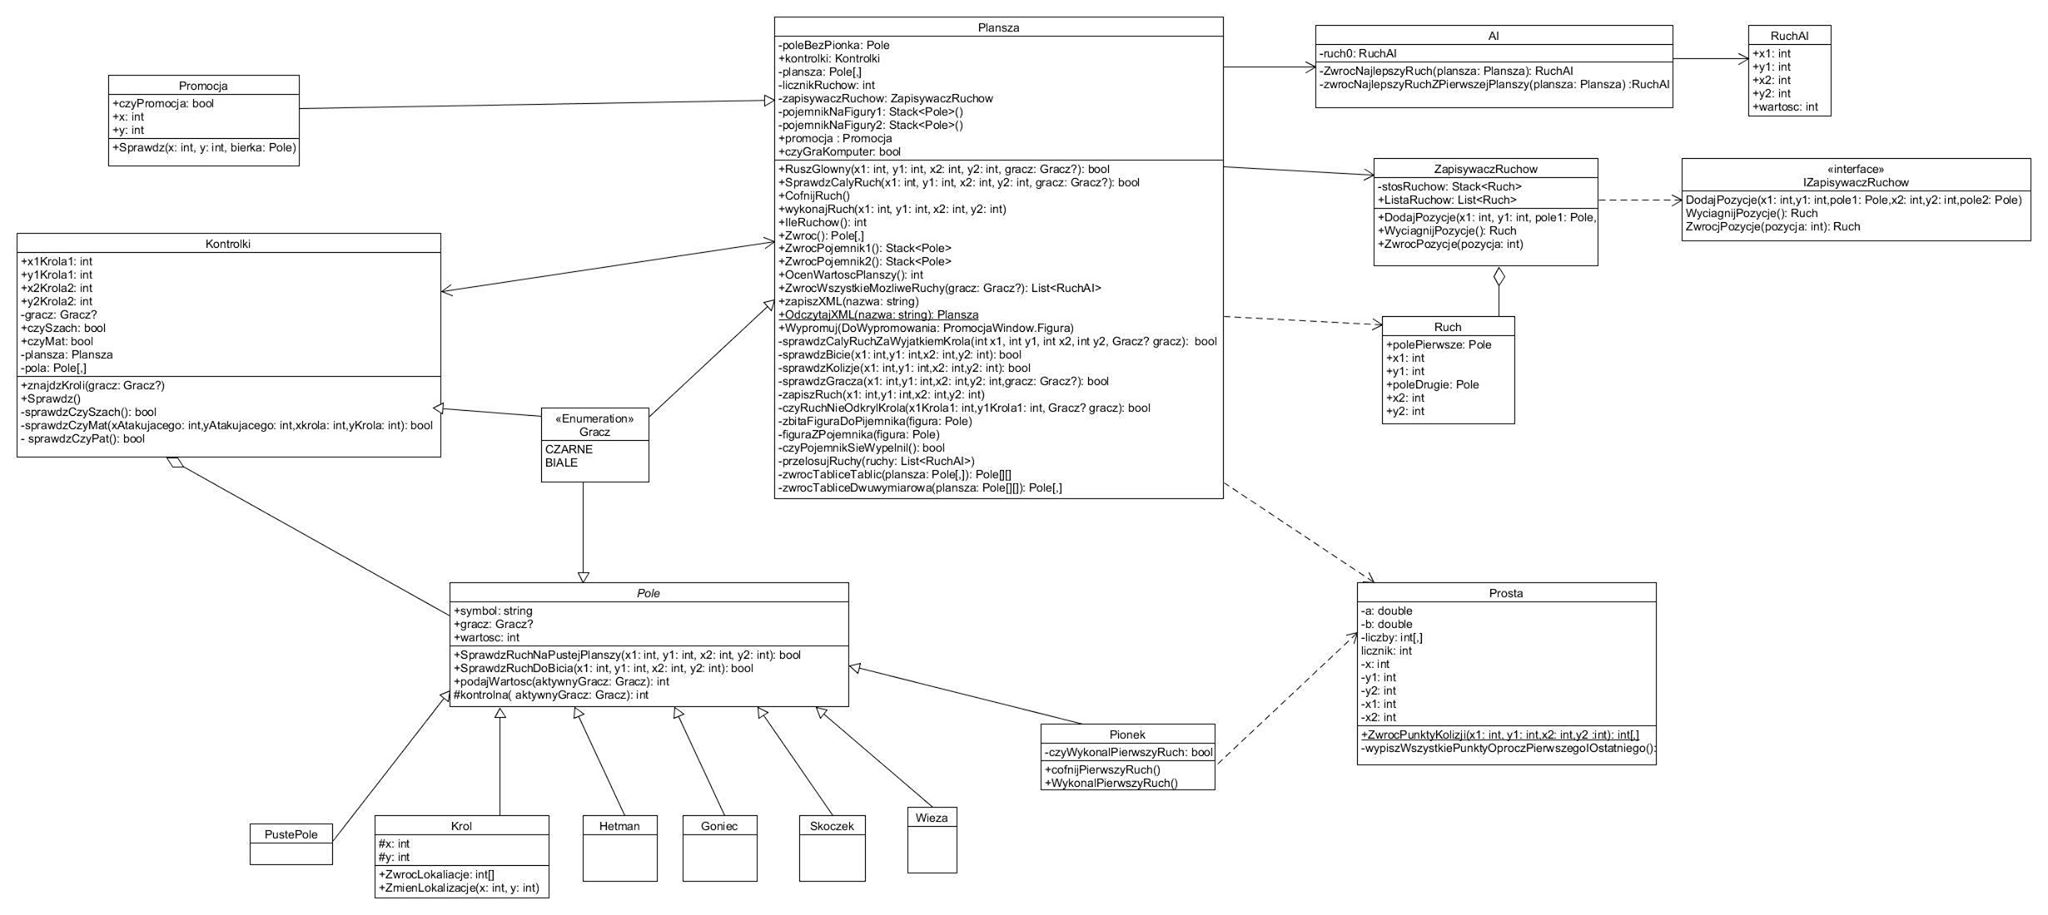 Promocja
+czyPromocja: bool
+x: int
+y: int
+Sprawdz(x: int, y: int, bierka: Pole)
Plansza
-poleBezPionka: Pole
+kontrolki: Kontrolki
-plansza: Pole[,]
-licznikRuchow: int
-zapisywaczRuchow: ZapisywaczRuchow
-pojemnikNaFigury1: Stack<Pole>()
-pojemnikNaFigury2: Stack<Pole>()
+promocja : Promocja
+czyGraKomputer: bool
+RuszGlowny(x1: int, y1: int, x2: int, y2: int, gracz: Gracz?): bool
+SprawdzCalyRuch(x1: int, y1: int, x2: int, y2: int, gracz: Gracz?): bool
+CofnijRuch()
+wykonajRuch(x1: int, y1: int, x2: int, y2: int)
+IleRuchow(): int
+Zwroc(): Pole[,]
+ZwrocPojemnik1(): Stack<Pole>
+ZwrocPojemnik2(): Stack<Pole>
+OcenWartoscPlanszy(): int
+ZwrocWszystkieMozliweRuchy(gracz: Gracz?): List<RuchAI>
+zapiszXML(nazwa: string)
+OdczytajXML(nazwa: string): Plansza
+Wypromuj(DoWypromowania: PromocjaWindow.Figura)
-sprawdzCalyRuchZaWyjatkiemKrola(int x1, int y1, int x2, int y2, Gracz? gracz): bool
-sprawdzBicie(x1: int,y1: int,x2: int,y2: int): bool
-sprawdzKolizje(x1: int,y1: int,x2: int,y2: int): bool
-sprawdzGracza(x1: int,y1: int,x2: int,y2: int,gracz: Gracz?): bool
-zapiszRuch(x1: int,y1: int,x2: int,y2: int)
-czyRuchNieOdkrylKrola(x1Krola1: int,y1Krola1: int, Gracz? gracz): bool
-zbitaFiguraDoPijemnika(figura: Pole)
-figuraZPojemnika(figura: Pole)
-czyPojemnikSieWypelnil(): bool
-przelosujRuchy(ruchy: List<RuchAI>)
-zwrocTabliceTablic(plansza: Pole[,]): Pole[][]
-zwrocTabliceDwuwymiarowa(plansza: Pole[][]): Pole[,]
AI
-ruch0: RuchAI
-ZwrocNajlepszyRuch(plansza: Plansza): RuchAI
-zwrocNajlepszyRuchZPierwszejPlanszy(plansza: Plansza) :RuchAI
RuchAI
+x1: int
+y1: int
+x2: int
+y2: int
+wartosc: int
ZapisywaczRuchow
-stosRuchow: Stack<Ruch>
+ListaRuchow: List<Ruch>
+DodajPozycje(x1: int, y1: int, pole1: Pole,
+WyciagnijPozycje(): Ruch
+ZwrocPozycje(pozycja: int)
«interface»
IZapisywaczRuchow
DodajPozycje(x1: int,y1: int,pole1: Pole,x2: int,y2: int,pole2: Pole)
WyciagnijPozycje(): Ruch
ZwrocjPozycje(pozycja: int): Ruch
Kontrolki
+x1Krola1: int
+y1Krola1: int
+x2Krola2: int
+y2Krola2: int
-gracz: Gracz?
+czySzach: bool
+czyMat: bool
-plansza: Plansza
-pola: Pole[,]
+znajdzKroli(gracz: Gracz?)
+Sprawdz()
-sprawdzCzySzach(): bool
-sprawdzCzyMat(xAtakujacego: int,yAtakujacego: int,xkrola: int,yKrola: int): bool
- sprawdzCzyPat(): bool
«Enumeration»
Gracz
CZARNE
BIALE
Ruch
+polePierwsze: Pole
+x1: int
+y1: int
+poleDrugie: Pole
+x2: int
+y2: int
Pole
+symbol: string
+gracz: Gracz?
+wartosc: int
+SprawdzRuchNaPustejPlanszy(x1: int, y1: int, x2: int, y2: int): bool
+SprawdzRuchDoBicia(x1: int, y1: int, x2: int, y2: int): bool
+podajWartosc(aktywnyGracz: Gracz): int
#kontrolna( aktywnyGracz: Gracz): int
Prosta
-a: double
-b: double
-liczby: int[,]
licznik: int
-x: int
-y1: int
-y2: int
-x1: int
-x2: int
+ZwrocPunktyKolizji(x1: int, y1: int,x2: int,y2 :int): int[,]
-wypiszWszystkiePunktyOproczPierwszegoIOstatniego():
Pionek
-czyWykonalPierwszyRuch: bool
+cofnijPierwszyRuch()
+WykonalPierwszyRuch()
PustePole
Krol
#x: int
#y: int
+ZwrocLokaliacje: int[]
+ZmienLokalizacje(x: int, y: int)
Hetman
Goniec
Skoczek
Wieza